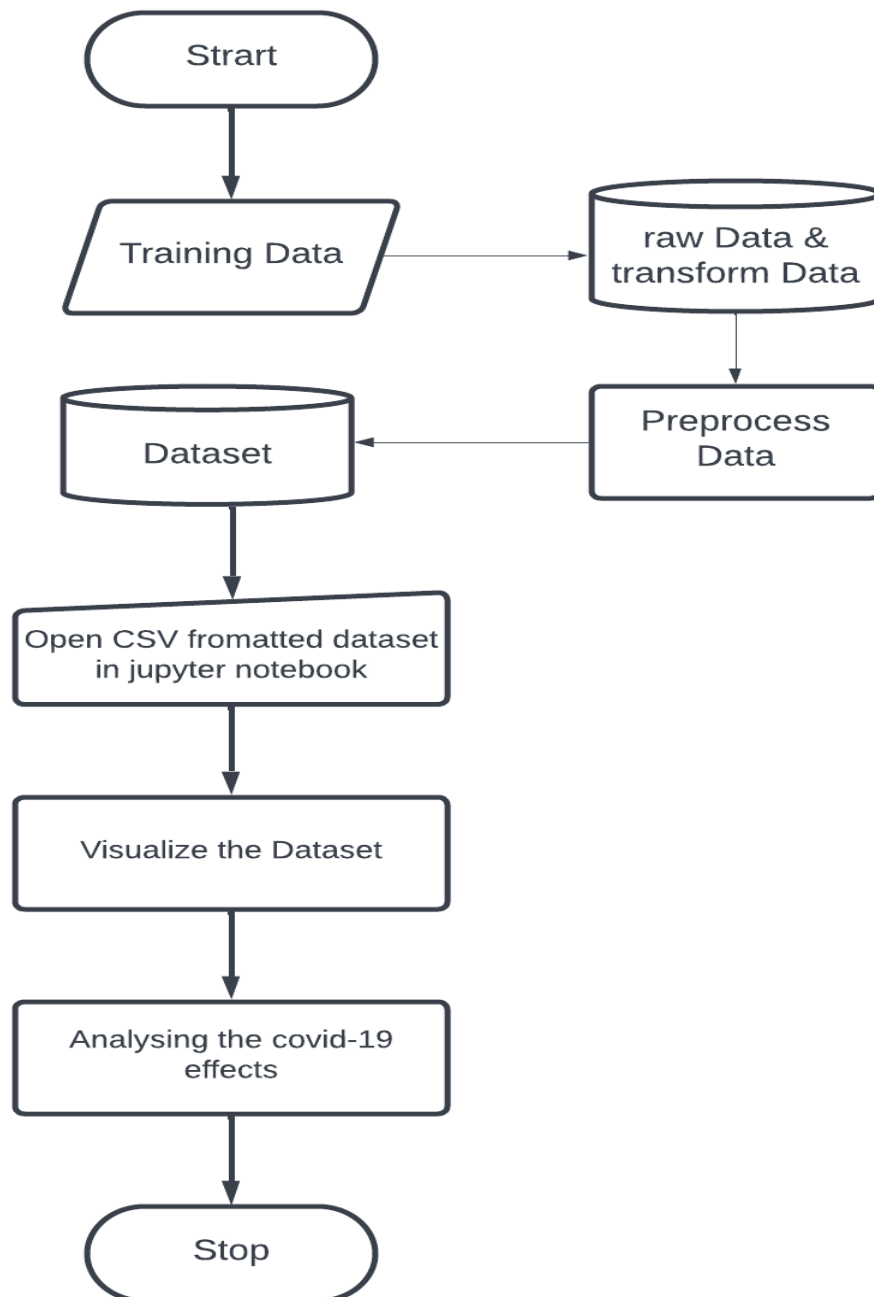 Strart
Training Data
raw Data &
transform Data
Preprocess
Data
Dataset
Open CSV fromatted dataset
in jupyter notebook
Visualize the Dataset
Analysing the covid-19
effects
Stop